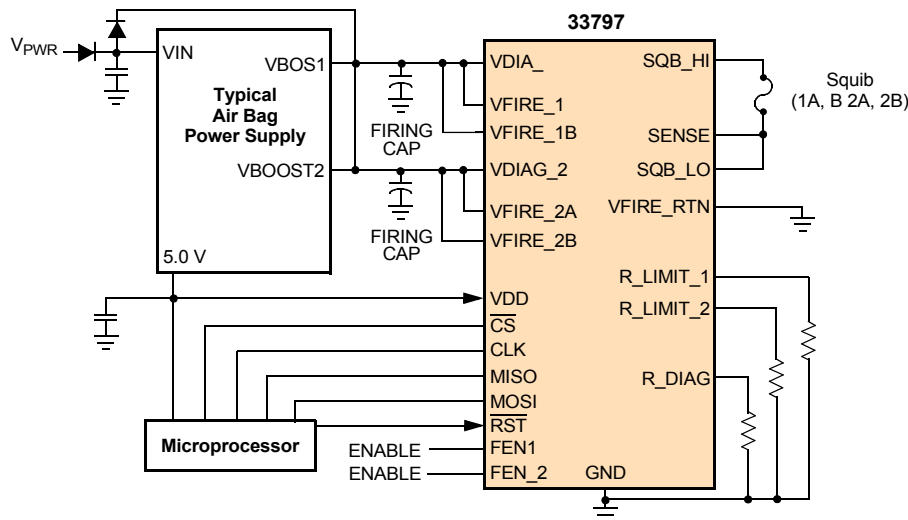 33797
VPWR
VIN
VBOS1
Typical
Air Bag
Power Supply
VBOOST2
5.0 V
FIRING
CAP
FIRING
CAP
VDIA_
VFIRE_1
VFIRE_1B
VDIAG_2
VFIRE_2A
VFIRE_2B
VDD
CS
CLK
MISO
MOSI
RST
FEN1
FEN_2
GND
SQB_HI
SENSE
SQB_LO
VFIRE_RTN
R_LIMIT_1
R_LIMIT_2
R_DIAG
Squib
(1A, B 2A, 2B)
Microprocessor
ENABLE
ENABLE